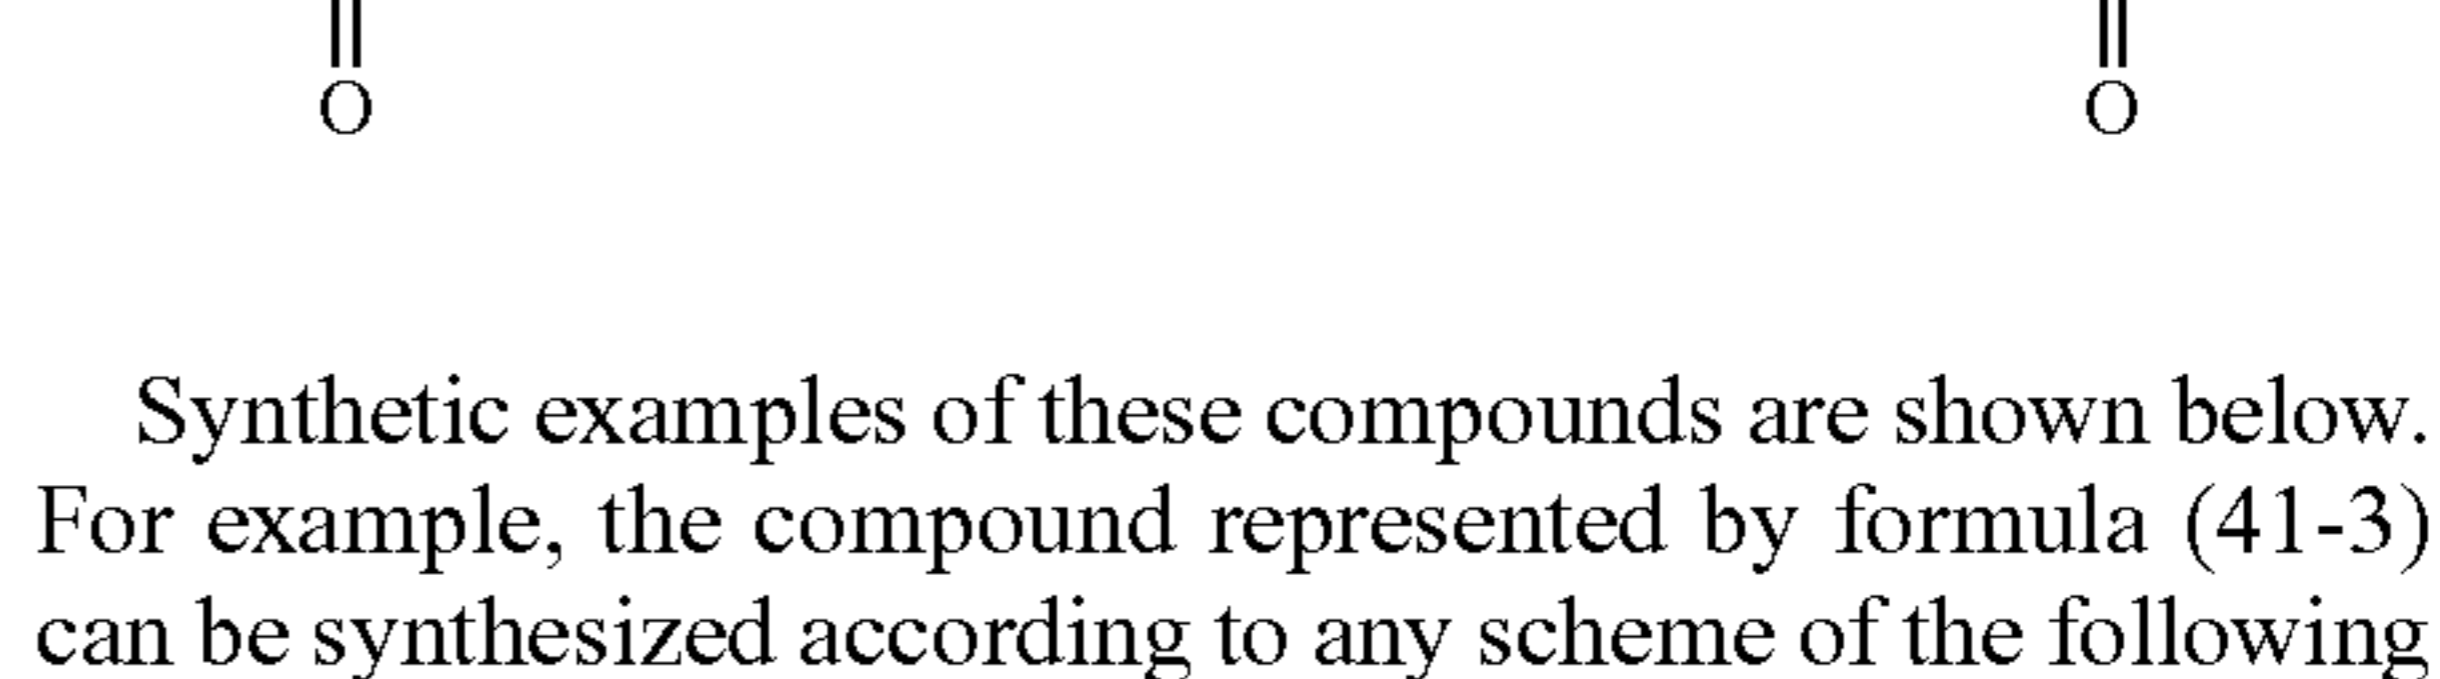 O O
Synthetic examples of these compounds are shown below.
For example, the compound represented by formula (41-3)
can be synthesized according to any scheme of the following